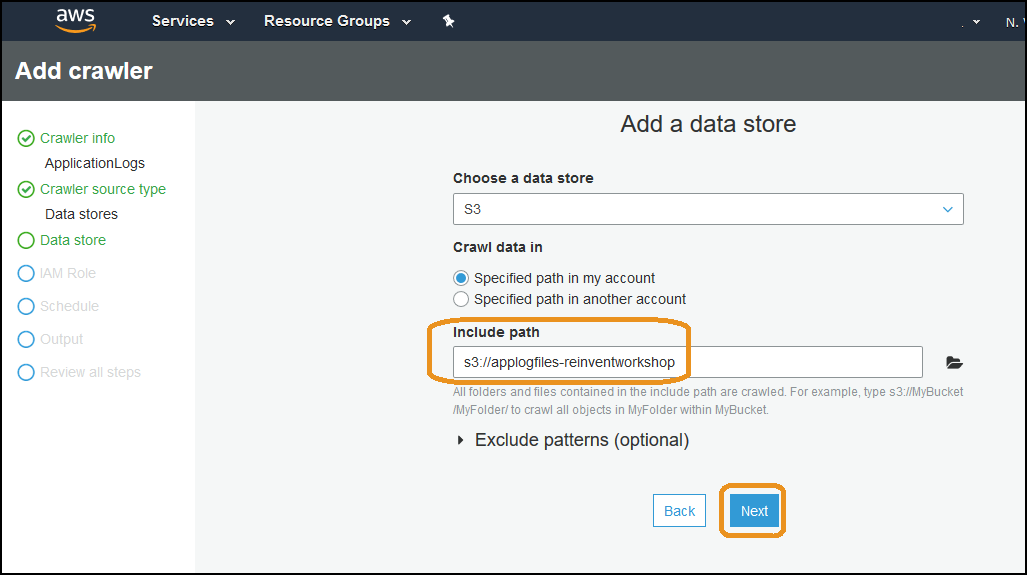 aws Services Resource Groups N.
Add crawler
Crawler info
ApplicationLogs
Crawler source type
Data stores
Data store
IAM Role
Schedule
Output
Review all steps
Add a data store
Choose a data store
S3
Crawl data in
Specified path in my account
Specified path in another account
Include path
s3://applogfiles-reinventworkshop
All folders and files contained in the include path are crawled. For example, type s3://MyBucket
/MyFolder/ to crawl all objects in MyFolder within MyBucket.
Exclude patterns (optional)
Back Next